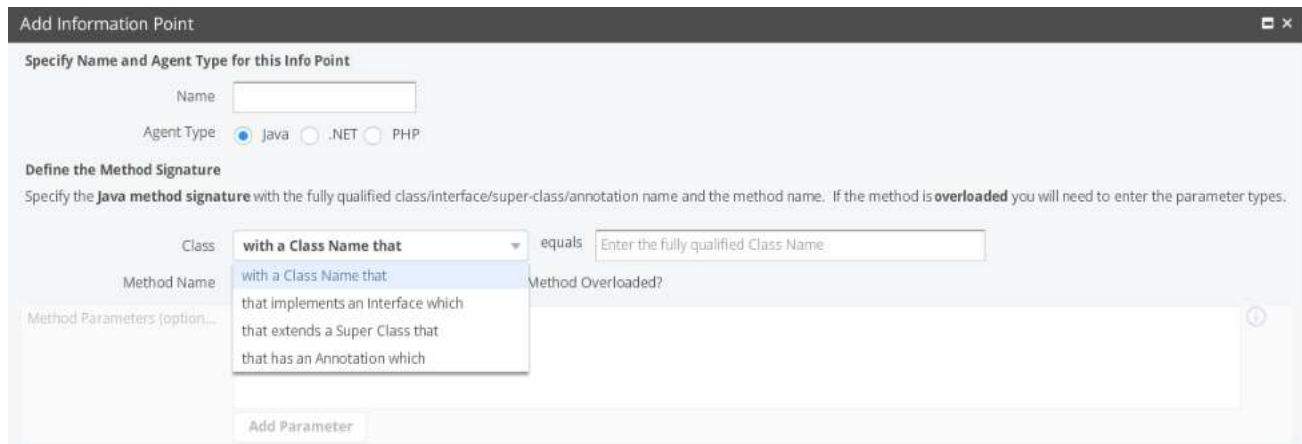 Add Information Point
Specify Name and Agent Type for this Info Point
Name
Agent Type Java .NET PHP
Define the Method Signature
Specify the Java method signature with the fully qualified class/interface/super-class/annotation name and the method name. If the method is overloaded you will need to enter the parameter types.
Class with a Class Name that equals Enter the fully qualified Class Name
Method Name with a Class Name that Method Overloaded?
that implements an Interface which
Method Parameters (option...
that extends a Super Class that
that has an Annotation which
Add Parameter